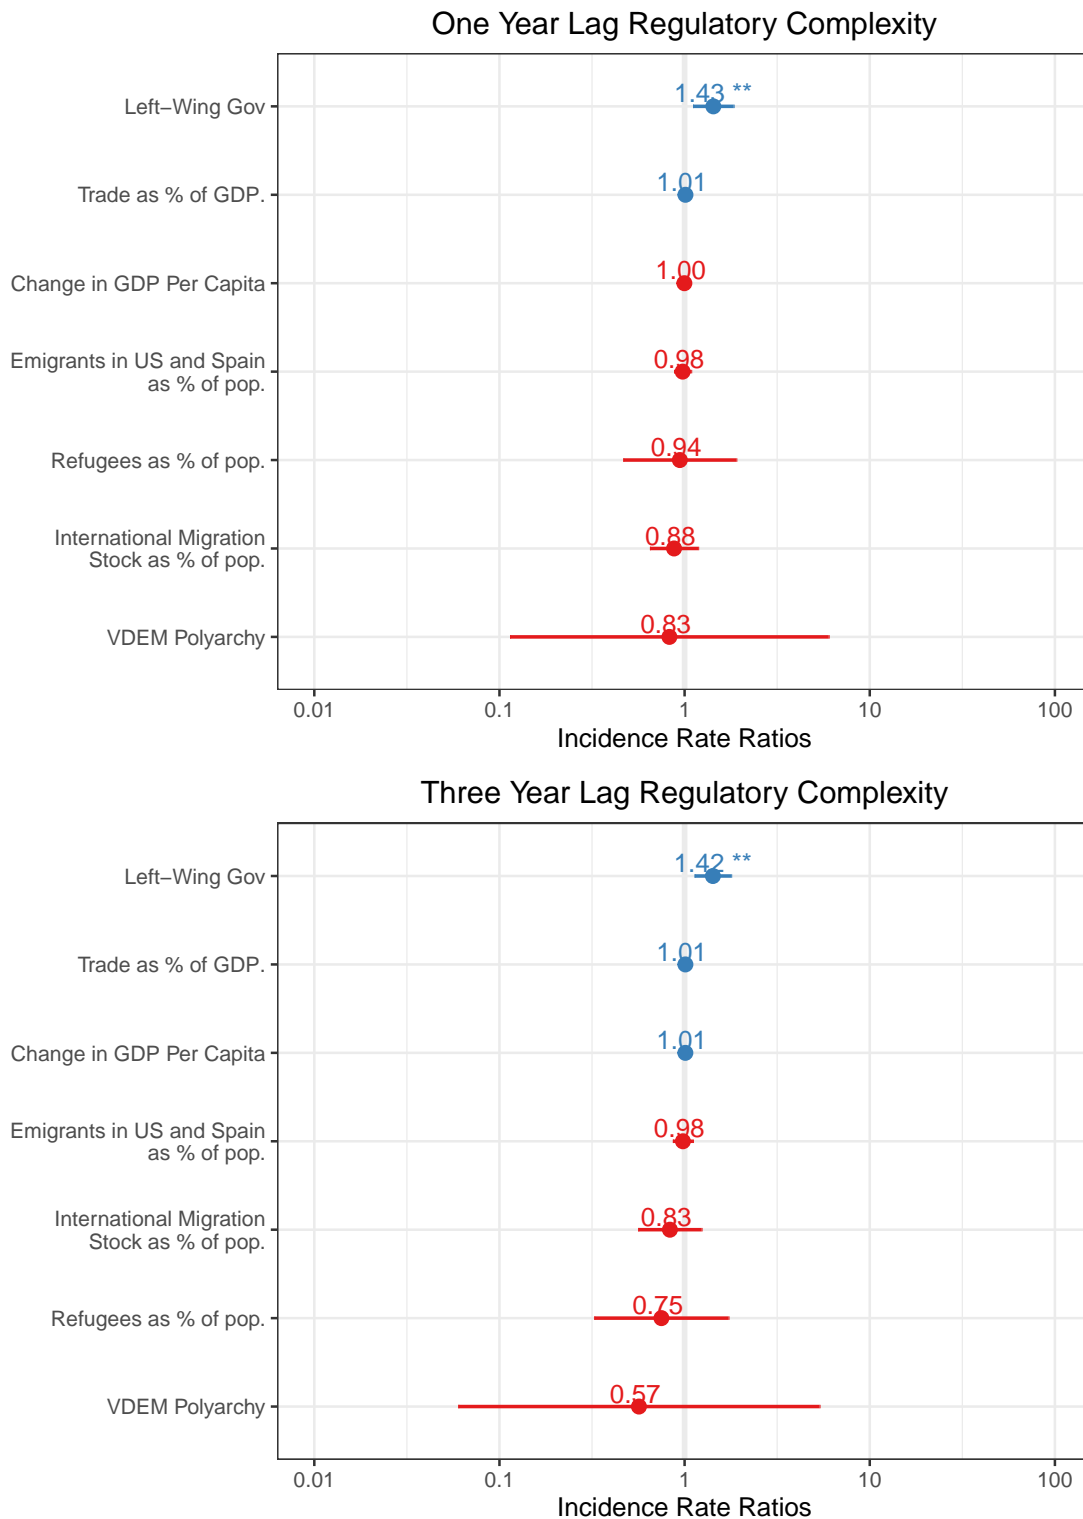 One Year Lag Regulatory Complexity
Left−Wing Gov
1.43 **
Trade as % of GDP.
1.01
Change in GDP Per Capita
1.00
Emigrants in US and Spain
as % of pop.
0.98
Refugees as % of pop.
0.94
International Migration
Stock as % of pop.
0.88
VDEM Polyarchy
0.83
0.01 0.1 1 10 100
Incidence Rate Ratios
Three Year Lag Regulatory Complexity
Left−Wing Gov
1.42 **
Trade as % of GDP.
1.01
Change in GDP Per Capita
1.01
Emigrants in US and Spain
as % of pop.
0.98
International Migration
Stock as % of pop.
0.83
Refugees as % of pop.
0.75
VDEM Polyarchy
0.57
0.01 0.1 1 10 100
Incidence Rate Ratios